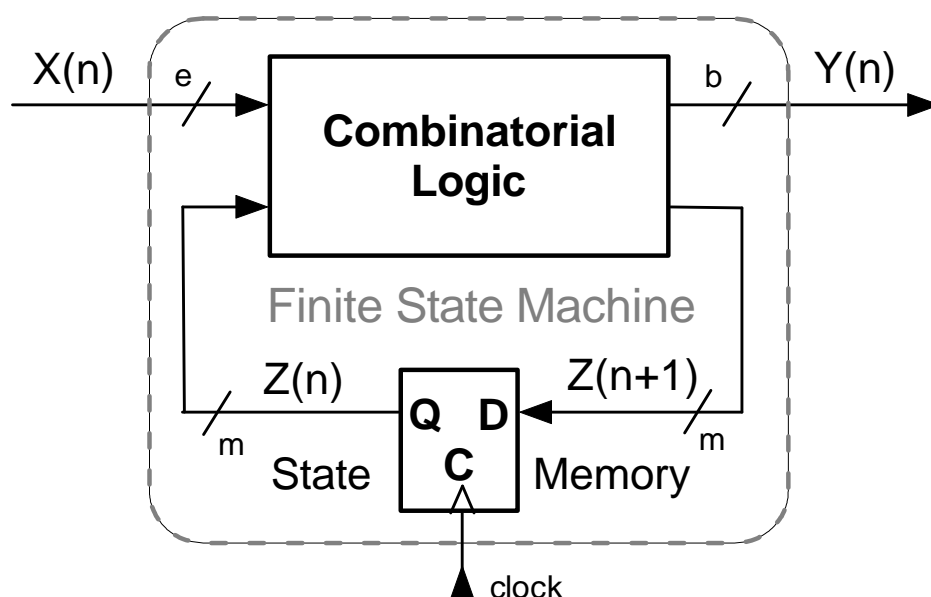 X(n)
e
b
Y(n)
Combinatorial
Logic
Finite State Machine
Z(n)
Z(n+1)
m
Q
D
m
C
State
Memory
clock